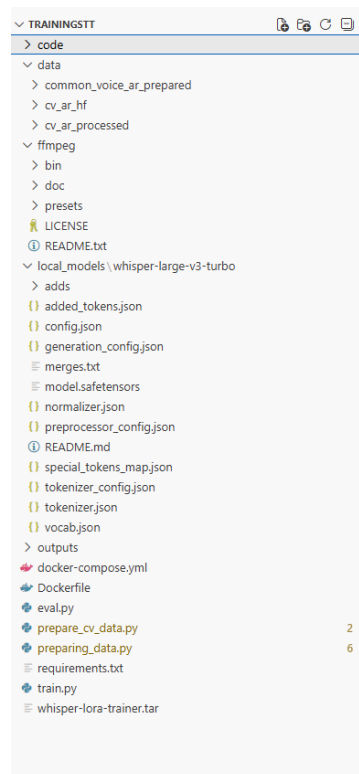 TRAININGSTT
code
data
common_voice_ar_prepared
cv_ar_hf
cv_ar_processed
ffmpeg
bin
doc
presets
LICENSE
README.txt
local_models\whisper-large-v3-turbo
adds
added_tokens.json
config.json
generation_config.json
merges.txt
model.safetensors
normalizer.json
preprocessor_config.json
README.md
special_tokens_map.json
tokenizer_config.json
tokenizer.json
vocab.json
outputs
docker-compose.yml
Dockerfile
eval.py
prepare_cv_data.py 2
preparing_data.py 6
requirements.txt
train.py
whisper-lora-trainer.tar